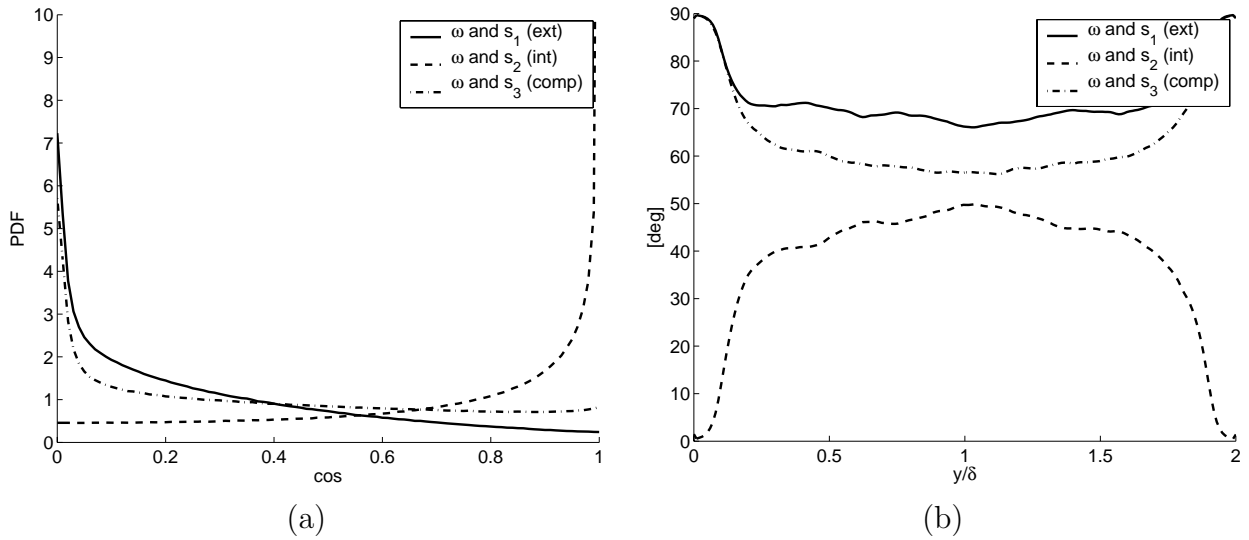 10
9
8
7
6
5
4
3
2
1
0
PDF
0
0.2
0.4
0.6
0.8
1
cos
ω and s1 (ext)
ω and s2 (int)
ω and s3 (comp)
(a)
90
80
70
60
50
40
30
20
10
0
[deg]
0
0.5
1
1.5
2
y/δ
ω and s1 (ext)
ω and s2 (int)
ω and s3 (comp)
(b)